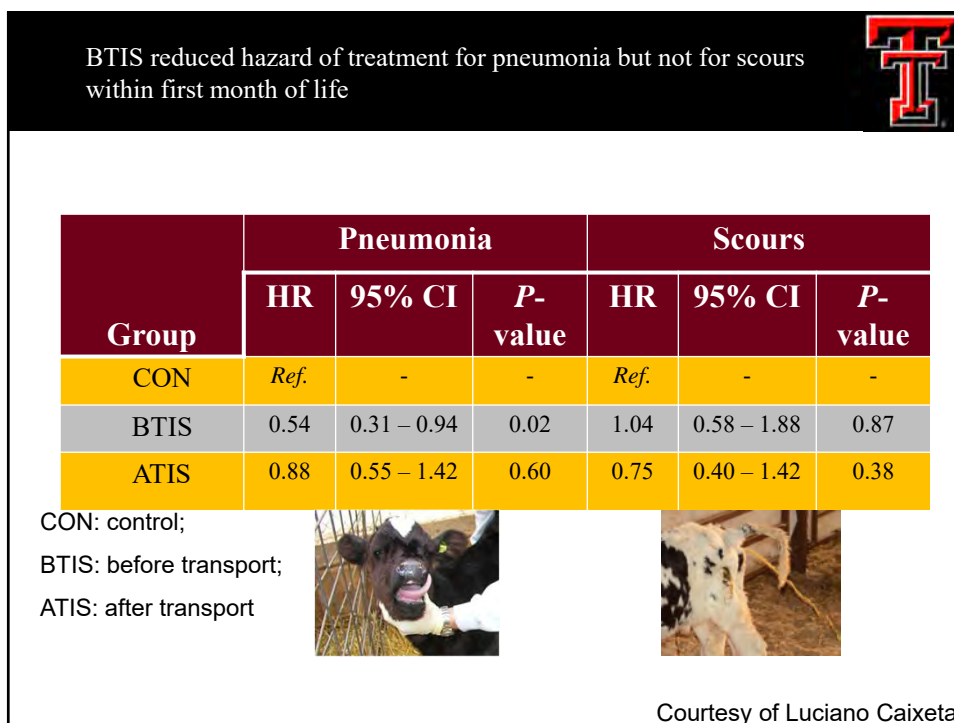 BTIS reduced hazard of treatment for pneumonia but not for scours
within first month of life
Group Pneumonia Scours
HR 95% CI P-value HR 95% CI P-value
CON Ref. - - Ref. - -
BTIS 0.54 0.31 – 0.94 0.02 1.04 0.58 – 1.88 0.87
ATIS 0.88 0.55 – 1.42 0.60 0.75 0.40 – 1.42 0.38
CON: control;
BTIS: before transport;
ATIS: after transport
Courtesy of Luciano Caixeta